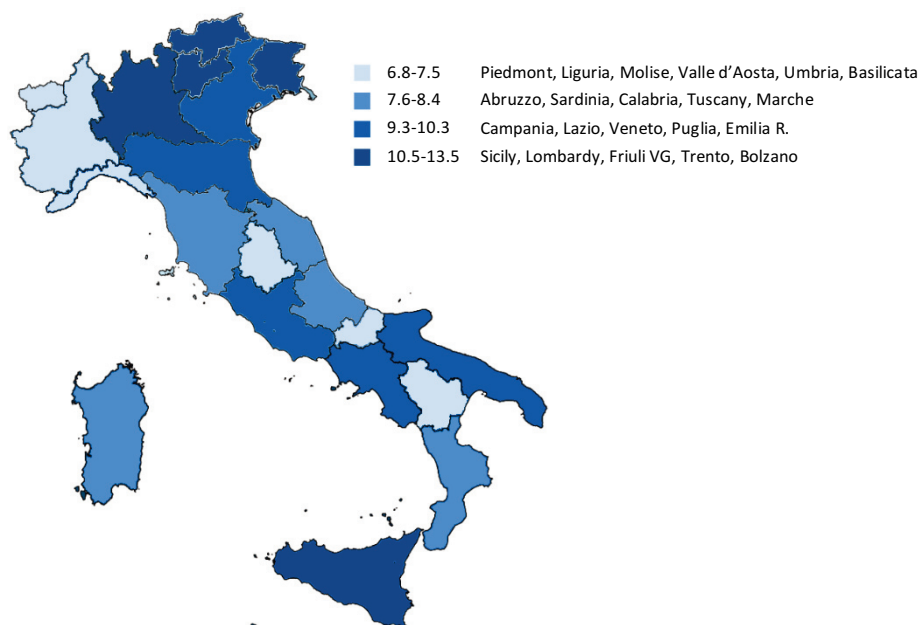 6.8-7.5 Piedmont, Liguria, Molise, Valle d’Aosta, Umbria, Basilicata
7.6-8.4 Abruzzo, Sardinia, Calabria, Tuscany, Marche
9.3-10.3 Campania, Lazio, Veneto, Puglia, Emilia R.
10.5-13.5 Sicily, Lombardy, Friuli VG, Trento, Bolzano